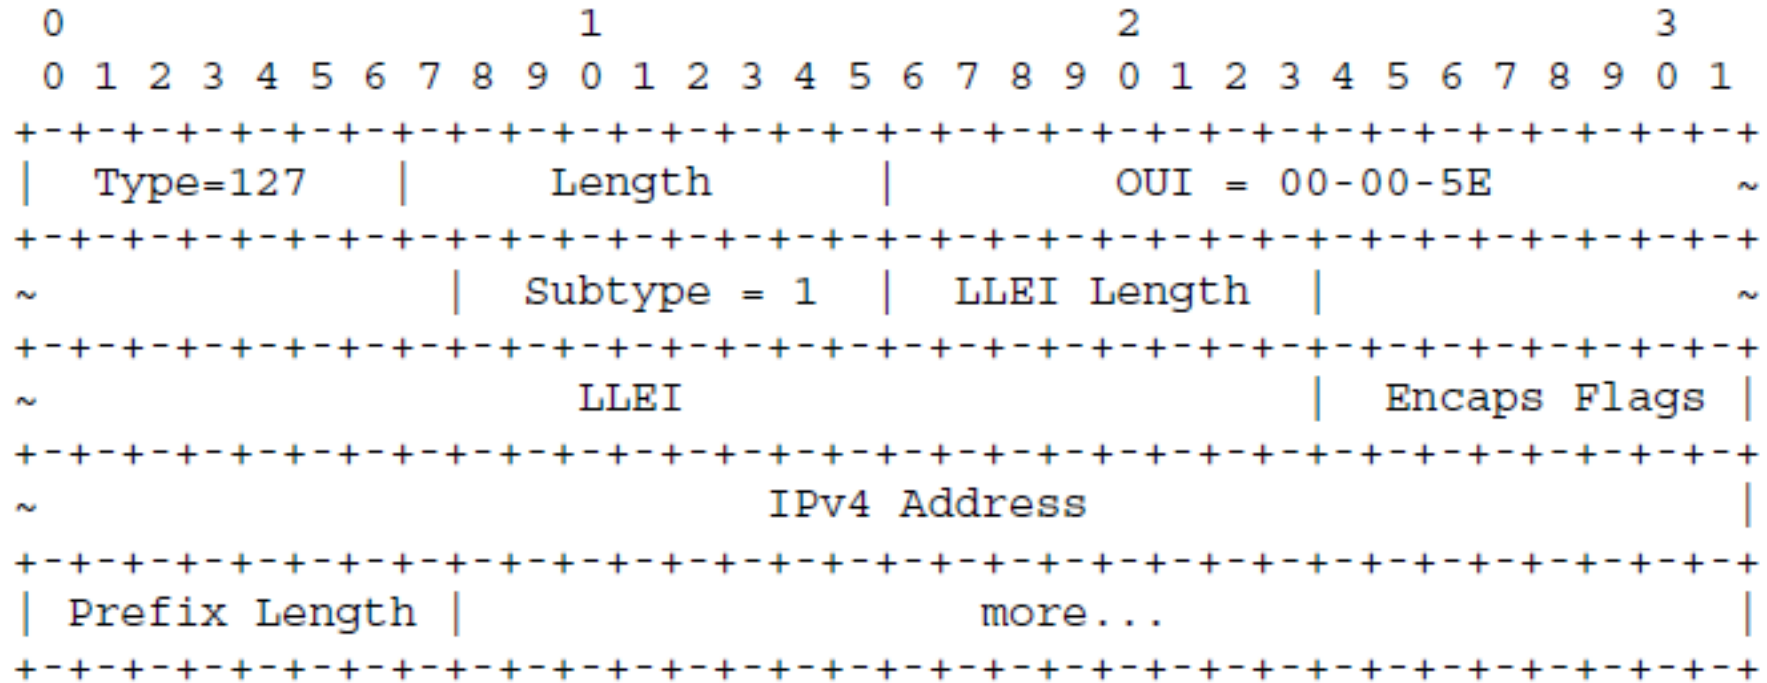 0                   1                   2                   3
 0 1 2 3 4 5 6 7 8 9 0 1 2 3 4 5 6 7 8 9 0 1 2 3 4 5 6 7 8 9 0 1
+-+-+-+-+-+-+-+-+-+-+-+-+-+-+-+-+-+-+-+-+-+-+-+-+-+-+-+-+-+-+-+-+
|  Type=127   |     Length      |        OUI = 00-00-5E         ~
+-+-+-+-+-+-+-+-+-+-+-+-+-+-+-+-+-+-+-+-+-+-+-+-+-+-+-+-+-+-+-+-+
~               |  Subtype = 1  |  LLEI Length  |               ~
+-+-+-+-+-+-+-+-+-+-+-+-+-+-+-+-+-+-+-+-+-+-+-+-+-+-+-+-+-+-+-+-+
~                    LLEI                       |  Encaps Flags |
+-+-+-+-+-+-+-+-+-+-+-+-+-+-+-+-+-+-+-+-+-+-+-+-+-+-+-+-+-+-+-+-+
~                           IPv4 Address                        |
+-+-+-+-+-+-+-+-+-+-+-+-+-+-+-+-+-+-+-+-+-+-+-+-+-+-+-+-+-+-+-+-+
| Prefix Length |                   more...                     |
+-+-+-+-+-+-+-+-+-+-+-+-+-+-+-+-+-+-+-+-+-+-+-+-+-+-+-+-+-+-+-+-+